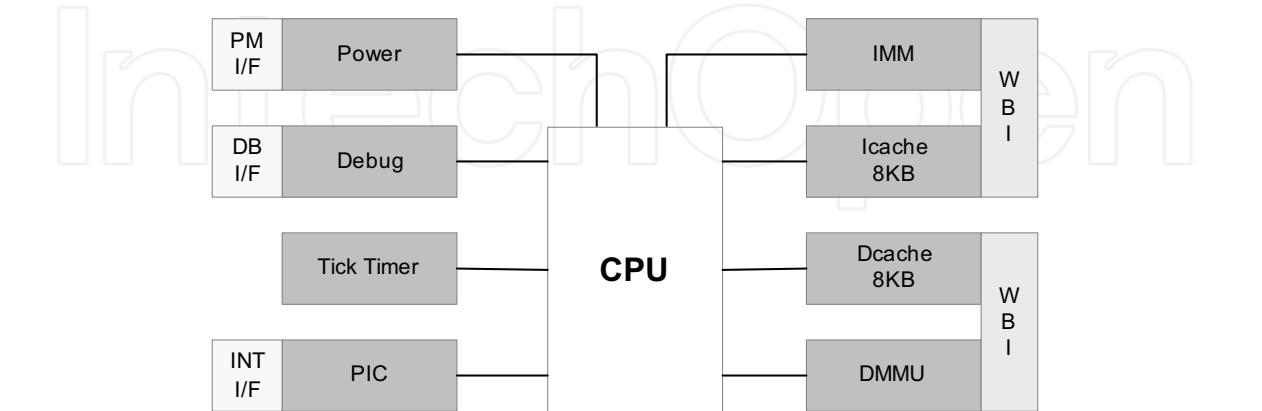 IntechOpen
PM
I/F
Power
IMM
W
B
I
DB
I/F
Debug
Icache
8KB
Tick Timer
CPU
Dcache
8KB
W
B
I
INT
I/F
PIC
DMMU